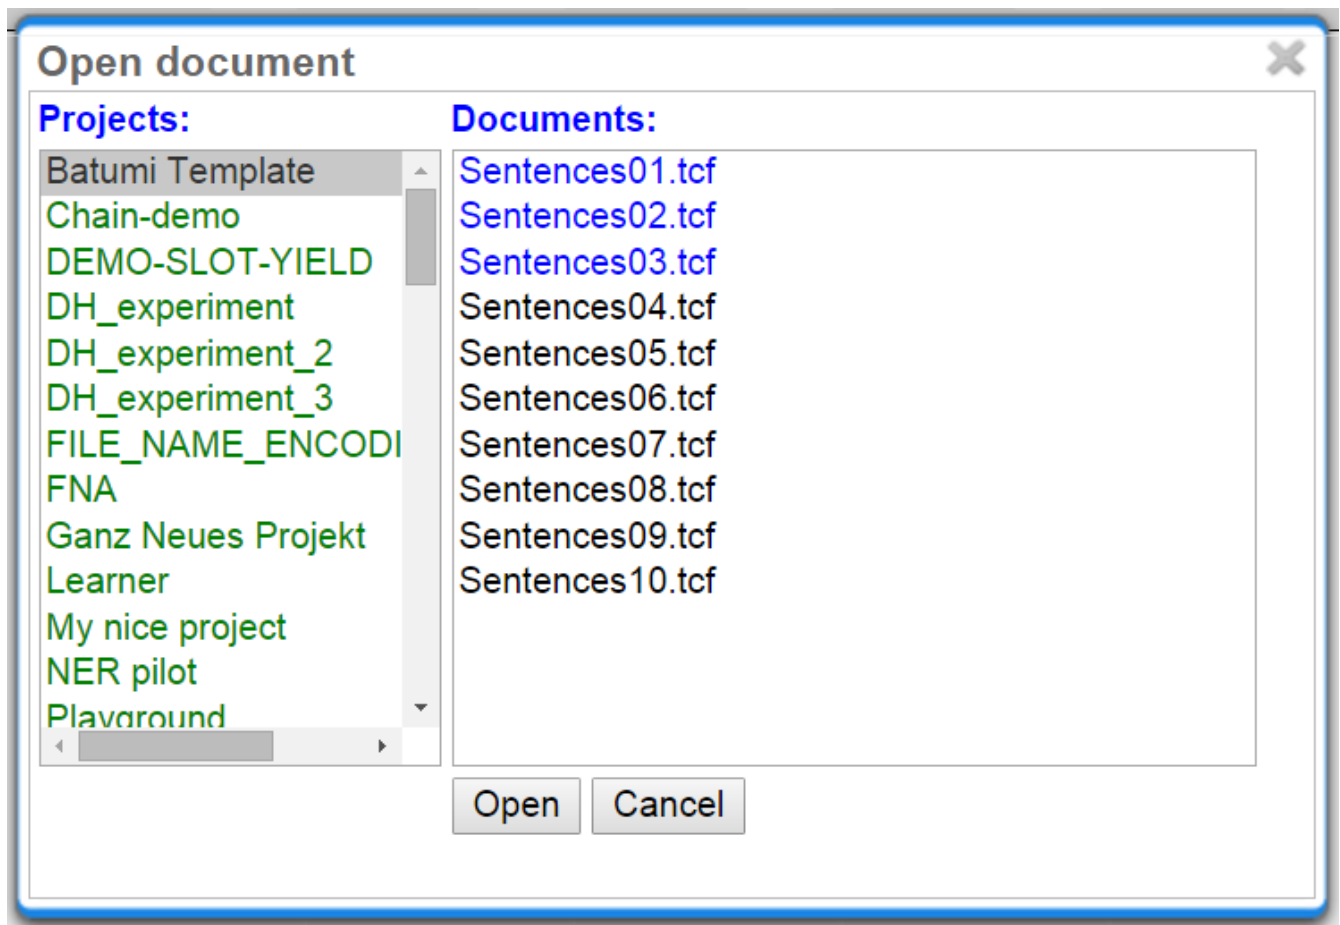 Open document
Projects:
Batumi Template
Chain-demo
DEMO-SLOT-YIELD
DH_experiment
DH_experiment_2
DH_experiment_3
FILE_NAME_ENCODI
FNA
Ganz Neues Projekt
Learner
My nice project
NER pilot
Playground
Documents:
Sentences01.tcf
Sentences02.tcf
Sentences03.tcf
Sentences04.tcf
Sentences05.tcf
Sentences06.tcf
Sentences07.tcf
Sentences08.tcf
Sentences09.tcf
Sentences10.tcf
Open Cancel